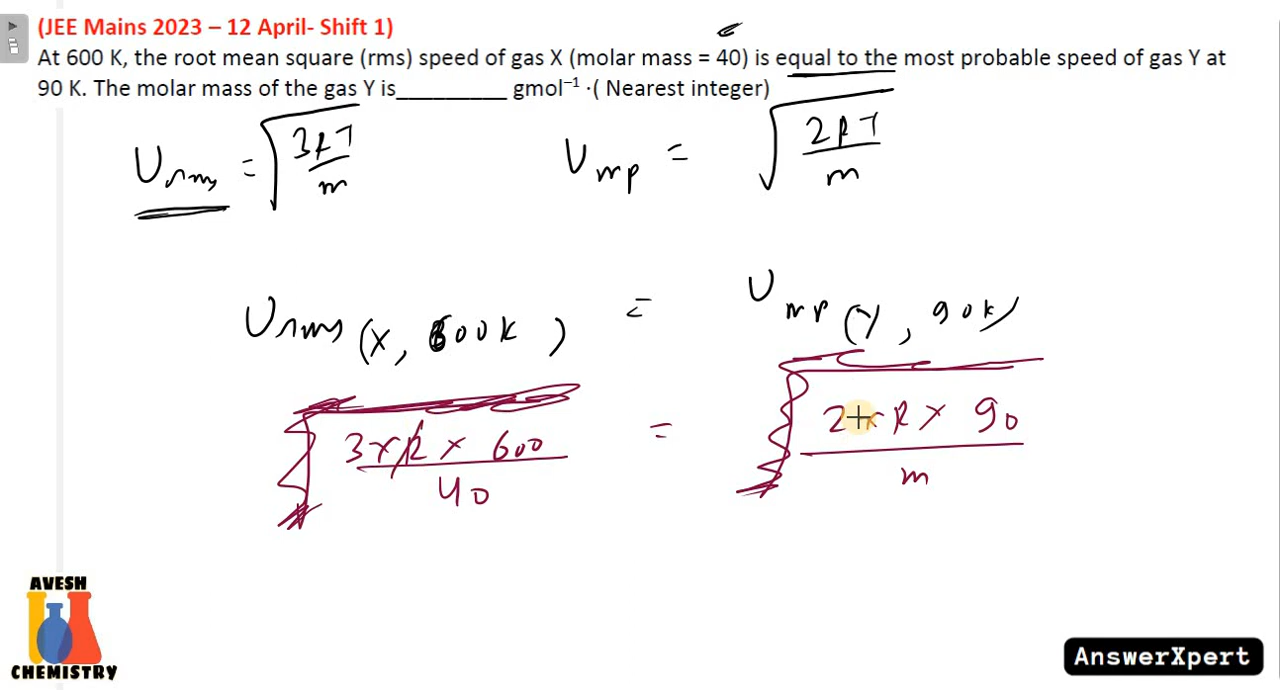 (JEE Mains 2023 – 12 April- Shift 1)
At 600 K, the root mean square (rms) speed of gas X (molar mass = 40) is equal to the most probable speed of gas Y at
90 K. The molar mass of the gas Y is__________ gmol⁻¹ ·( Nearest integer)
Urms = √(3RT/m) Ump = √(2RT/m)
Urms (X, 600K) = Ump (Y, 90K)
√(3×R × 600/40) = √(2×R × 90/m)
AVESH
CHEMISTRY
AnswerXpert